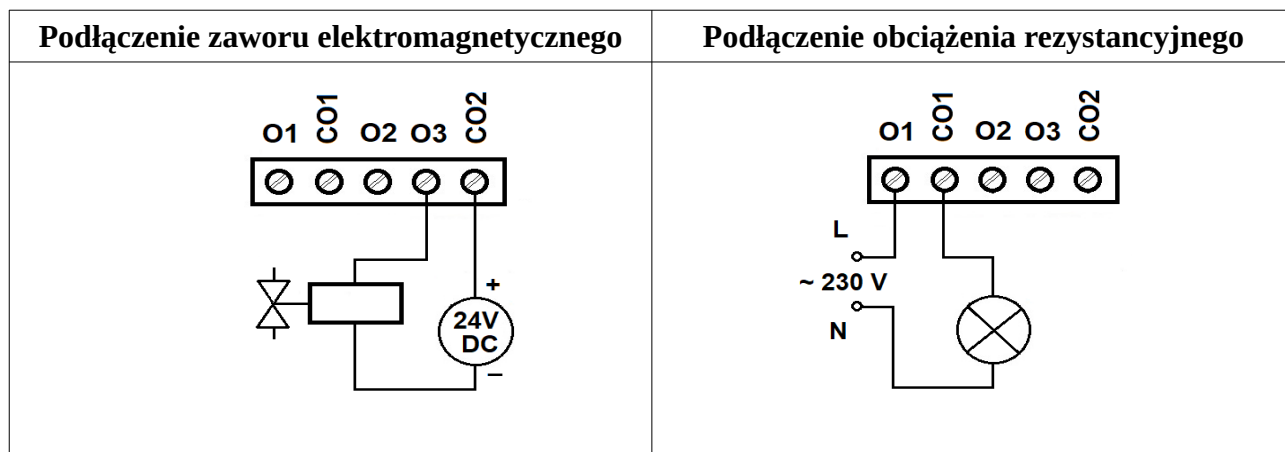 Podłączenie zaworu elektromagnetycznego
Podłączenie obciążenia rezystancyjnego
O1 CO1 O2 O3 CO2
+
24V
DC
–
O1 CO1 O2 O3 CO2
L
~ 230 V
N